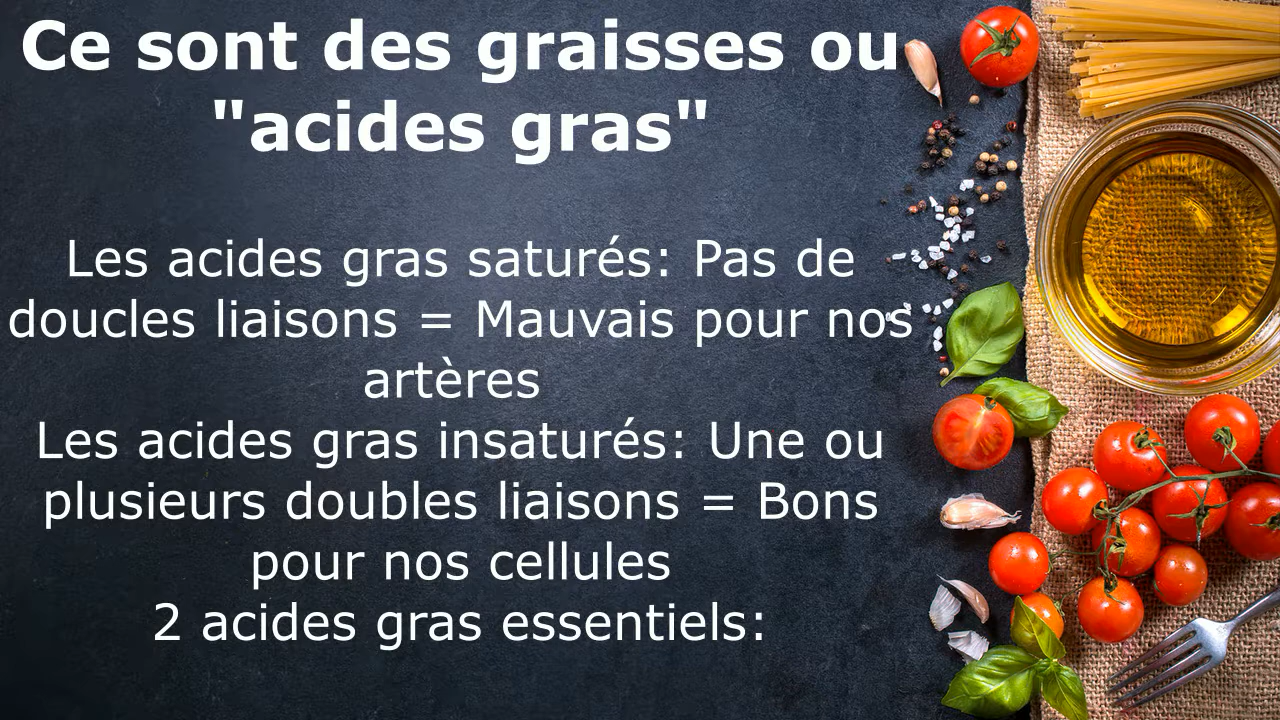 Ce sont des graisses ou
"acides gras"
Les acides gras saturés: Pas de
doucles liaisons = Mauvais pour nos
artères
Les acides gras insaturés: Une ou
plusieurs doubles liaisons = Bons
pour nos cellules
2 acides gras essentiels: